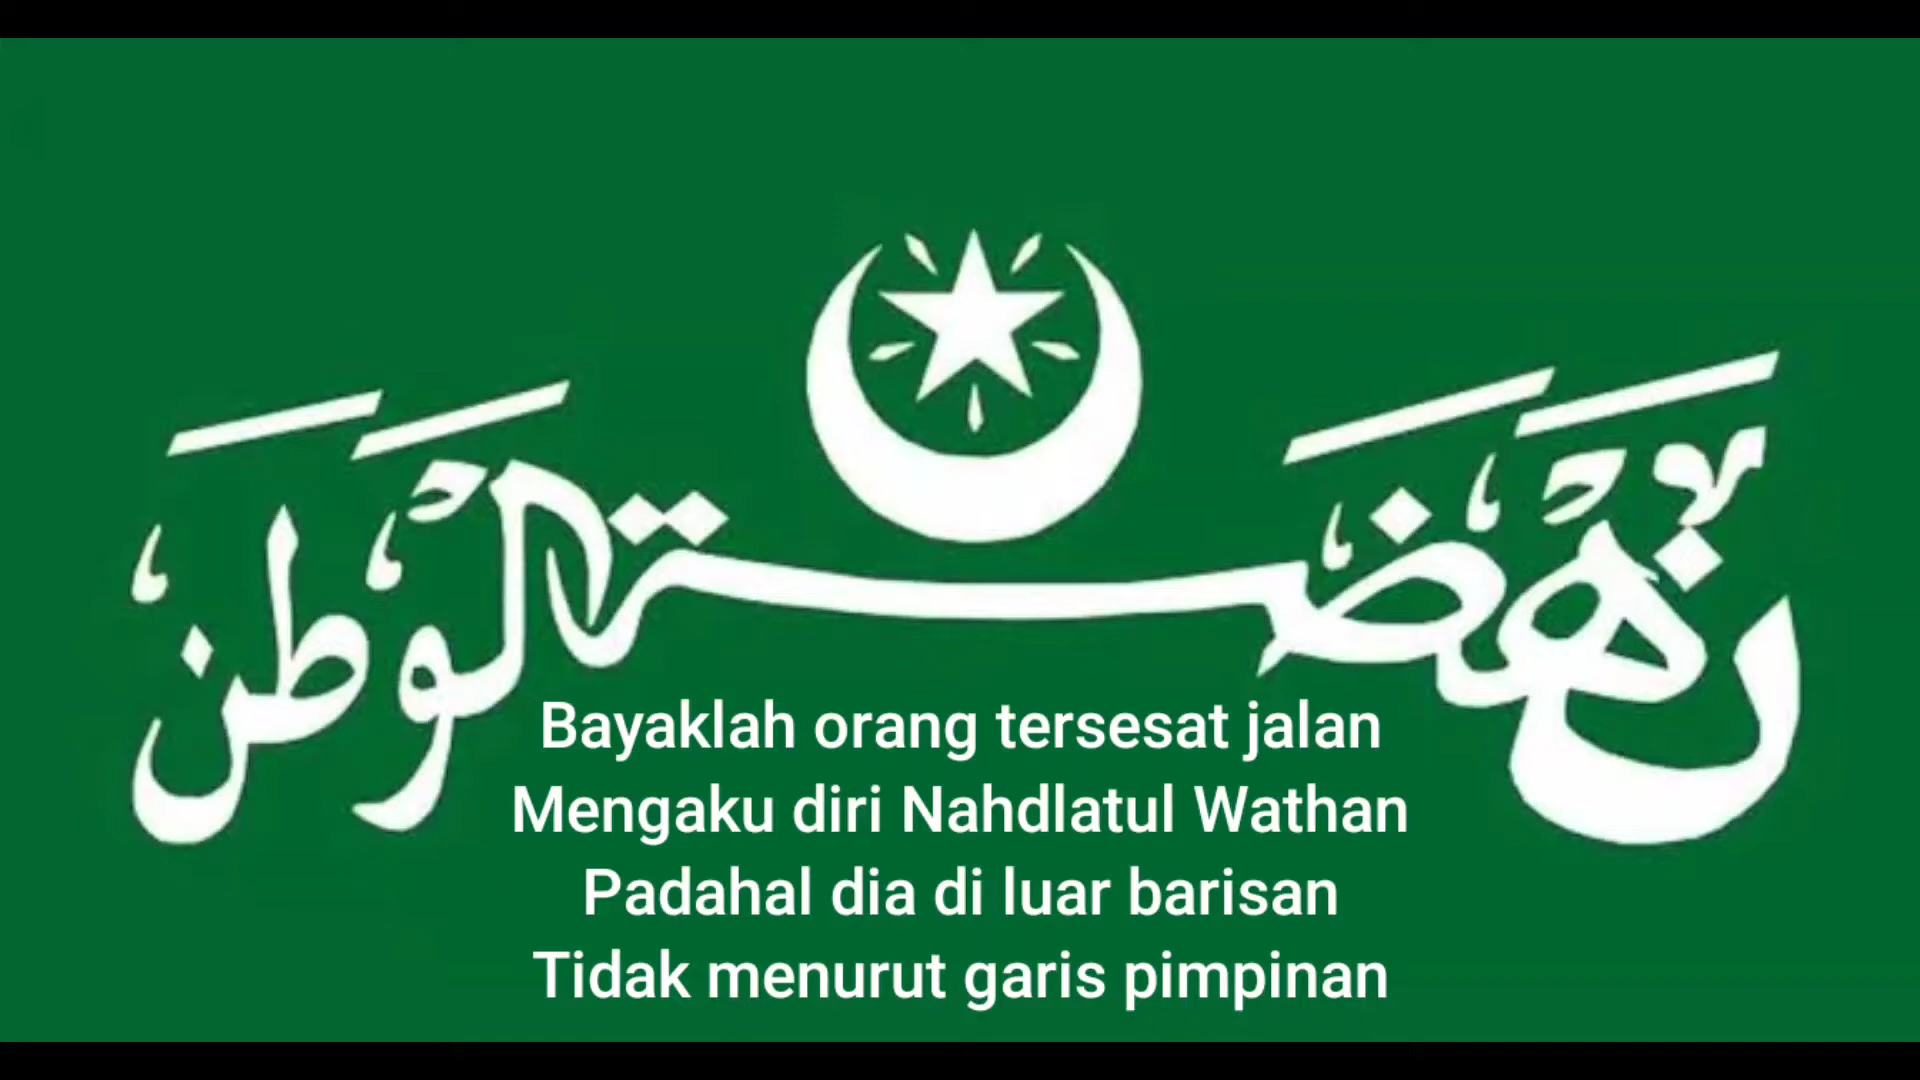 نهضة الوطن
Bayaklah orang tersesat jalan
Mengaku diri Nahdlatul Wathan
Padahal dia di luar barisan
Tidak menurut garis pimpinan